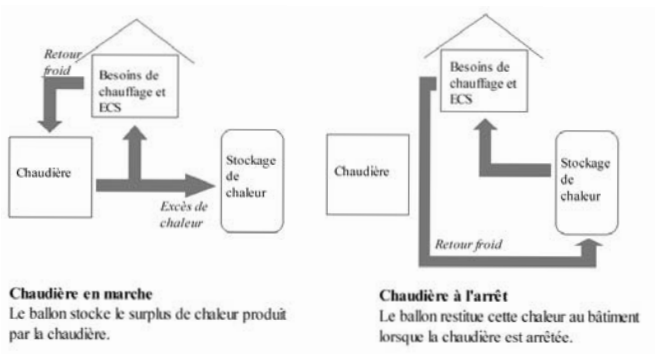 Retour
froid
Besoins de
chauffage et
ECS
Chaudière
Stockage
de
chaleur
Excès de
chaleur
Chaudière en marche
Le ballon stocke le surplus de chaleur produit
par la chaudière.
Besoins de
chauffage et
ECS
Chaudière
Stockage
de
chaleur
Retour froid
Chaudière à l'arrêt
Le ballon restitue cette chaleur au bâtiment
lorsque la chaudière est arrêtée.